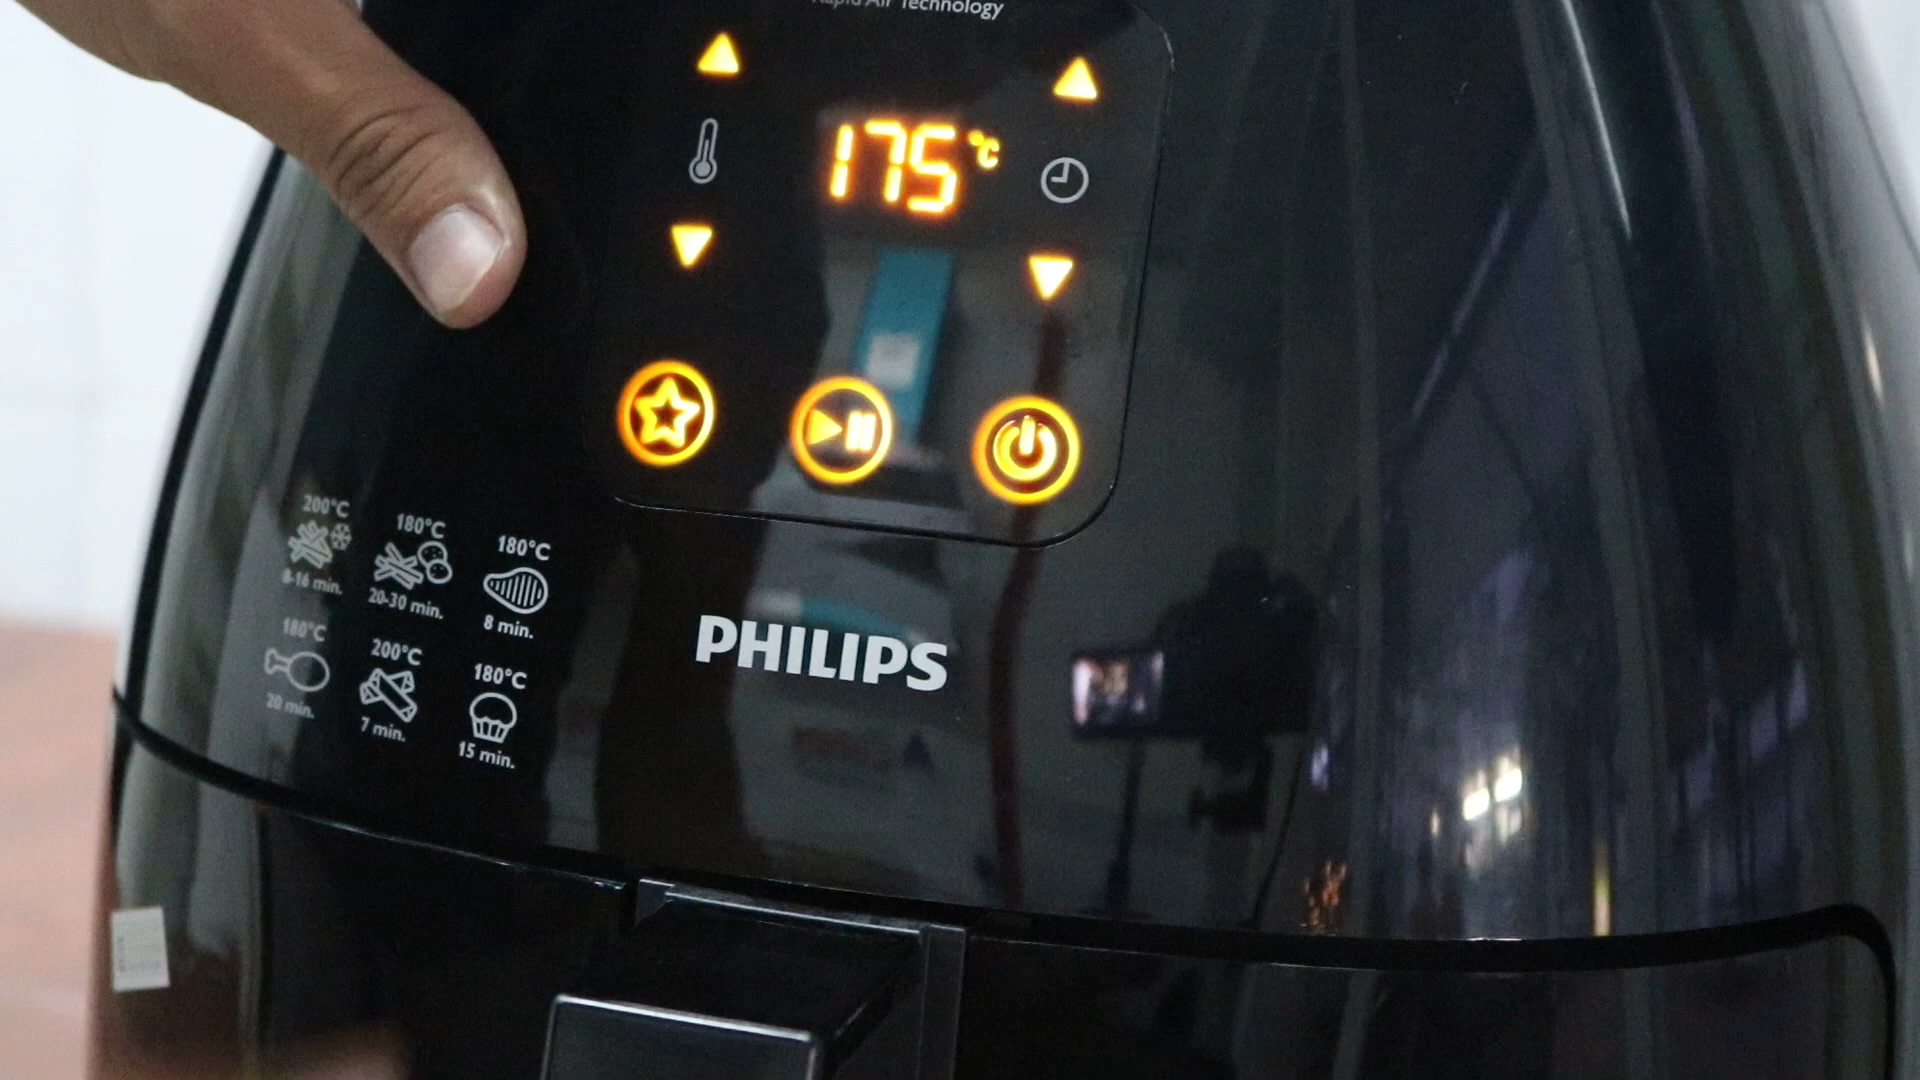 Rapid Air Technology
175°C
200°C
8-16 min.
180°C
20-30 min.
180°C
8 min.
180°C
20 min.
200°C
7 min.
180°C
15 min.
PHILIPS